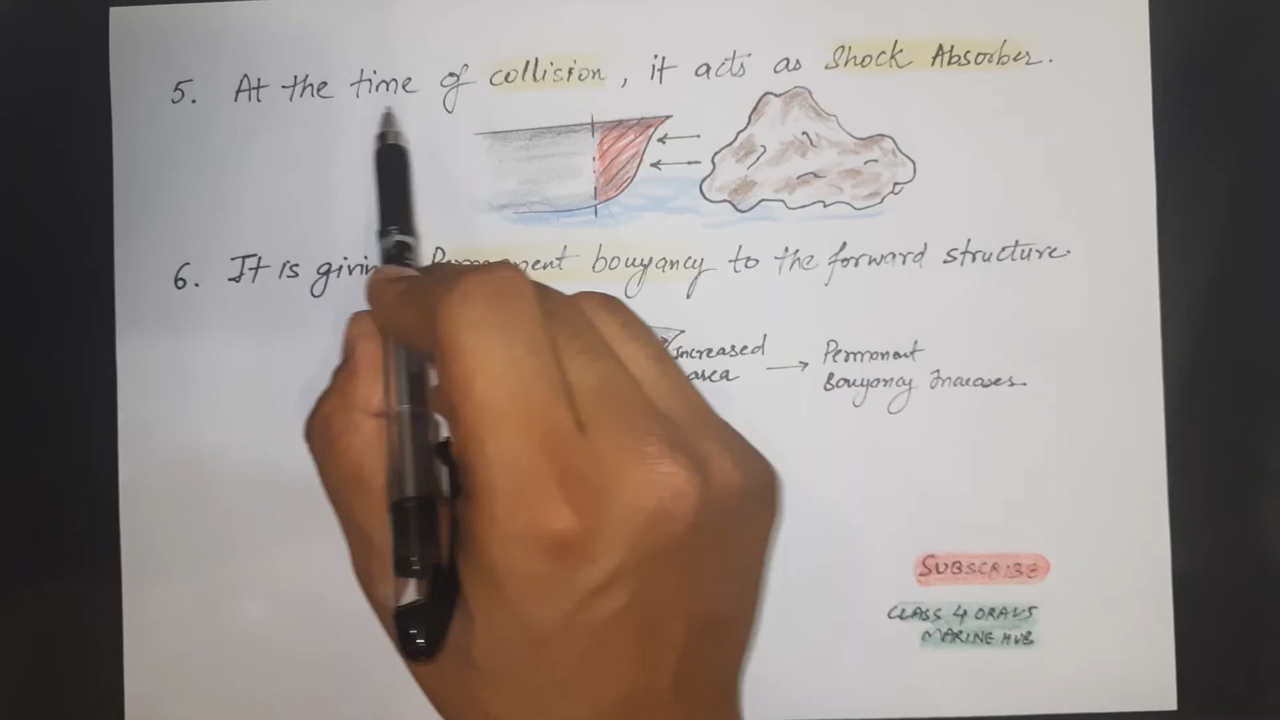 5. At the time of collision, it acts as Shock Absorber.
6. It is givin Permanent bouyancy to the forward structure.
Increased area → Permanent Bouyancy Increases
SUBSCRIBE
CLASS 4 ORALS
MARINE HUB